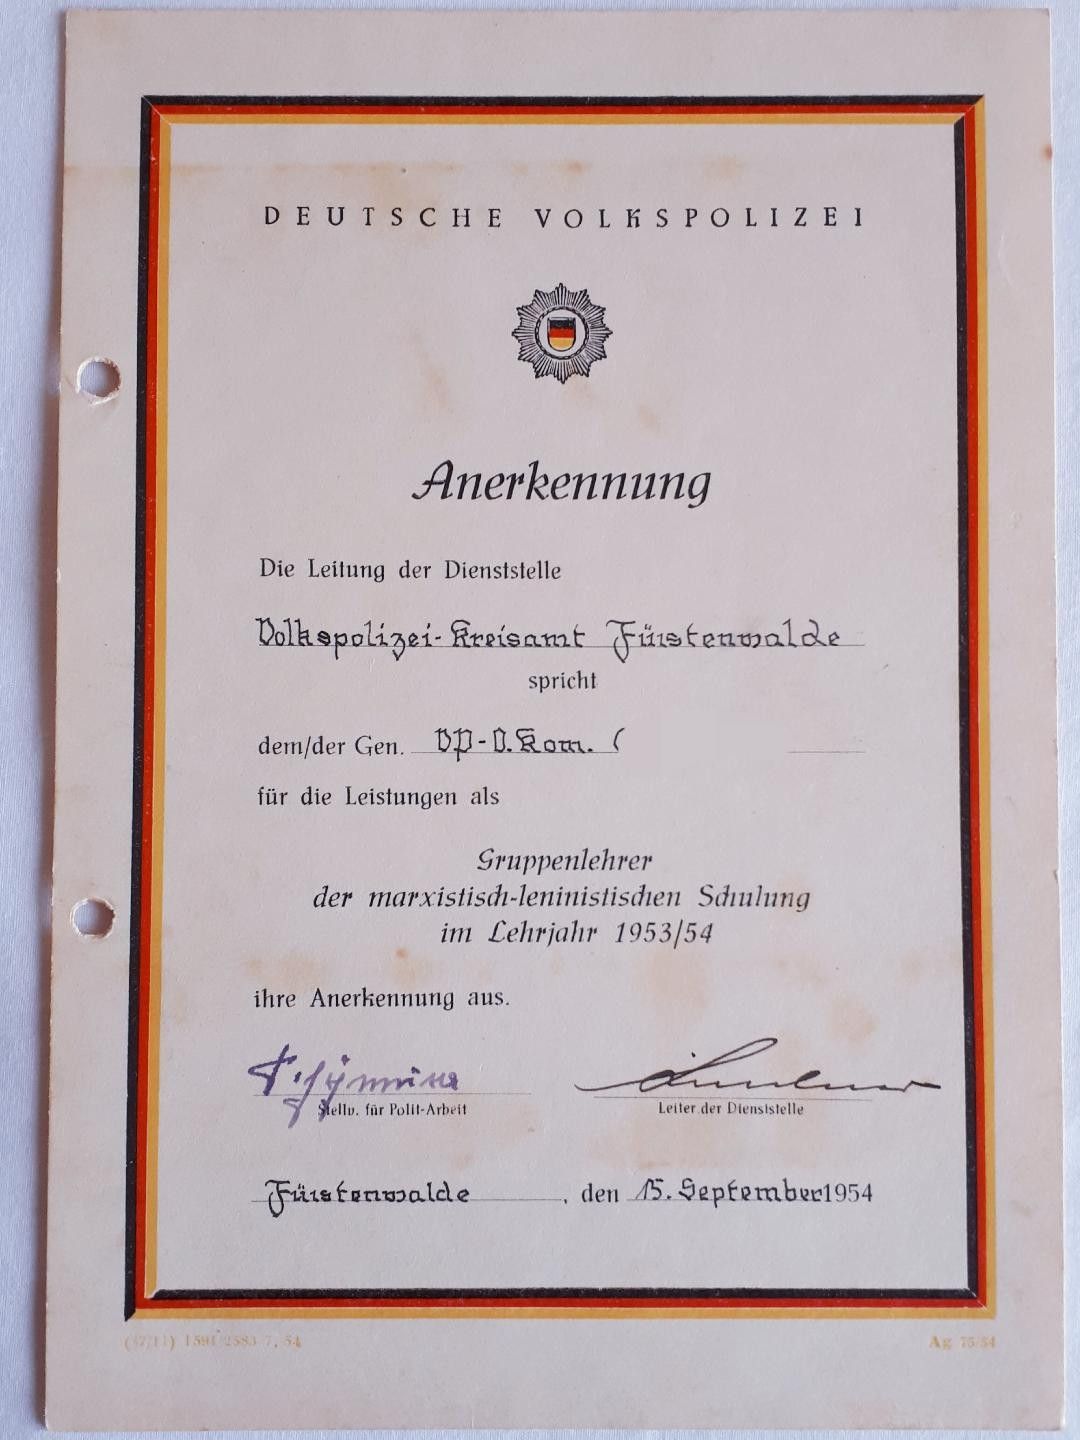 DEUTSCHE VOLKSPOLIZEI
Anerkennung
Die Leitung der Dienststelle
Volkspolizei-Kreisamt Fürstenwalde
spricht
dem/der Gen. VP-O.Kom.
für die Leistungen als
Gruppenlehrer
der marxistisch-leninistischen Schulung
im Lehrjahr 1953/54
ihre Anerkennung aus.
Stellv. für Polit-Arbeit
Leiter der Dienststelle
Fürstenwalde, den 15. September 1954
Ag 75/54